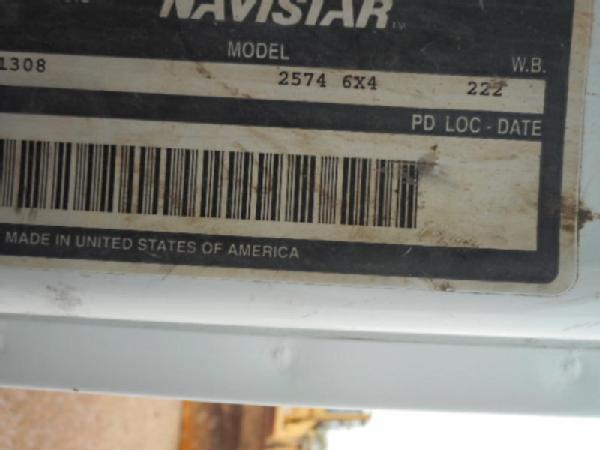 NAVISTAR
MODEL W.B.
1308 2574 6X4 222
PD LOC - DATE
MADE IN UNITED STATES OF AMERICA